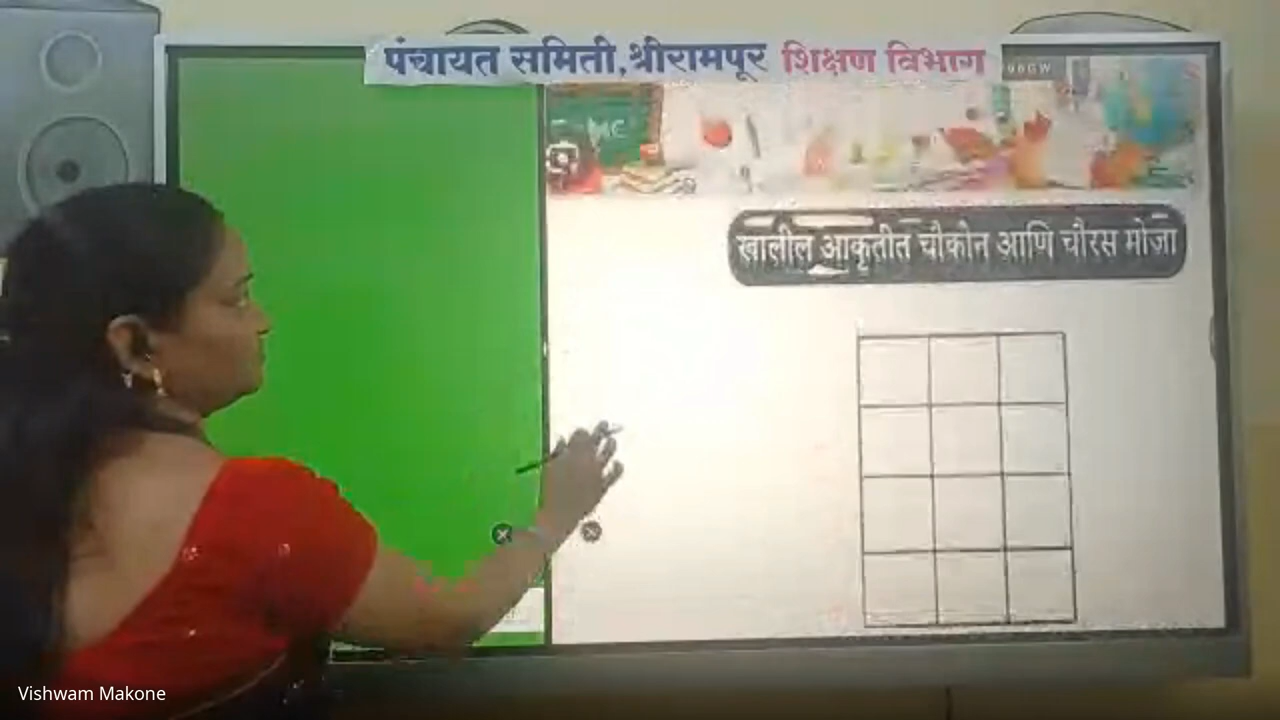 पंचायत समिती,श्रीरामपूर शिक्षण विभाग
खालील आकृतीत चौकोन आणि चौरस मोजा
Vishwam Makone